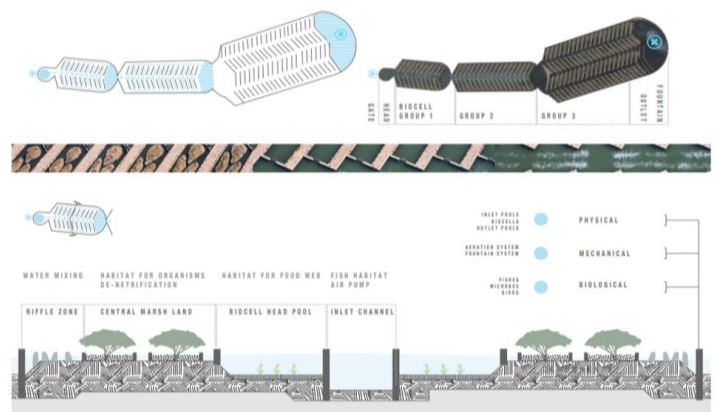 GATE
HEAD
BIOCELL
GROUP 1
GROUP 2
GROUP 3
OUTLET
FOUNTAIN
INLET POOLS
BIOCELLS
OUTLET POOLS
PHYSICAL
AERATION SYSTEM
FOUNTAIN SYSTEM
MECHANICAL
FISHES
MICROBES
BIRDS
BIOLOGICAL
WATER MIXING
HABITAT FOR ORGANISMS
DE-NETRIFICATION
HABITAT FOR FOOD WEB
FISH HABITAT
AIR PUMP
RIFFLE ZONE
CENTRAL MARSH LAND
BIOCELL HEAD POOL
INLET CHANNEL